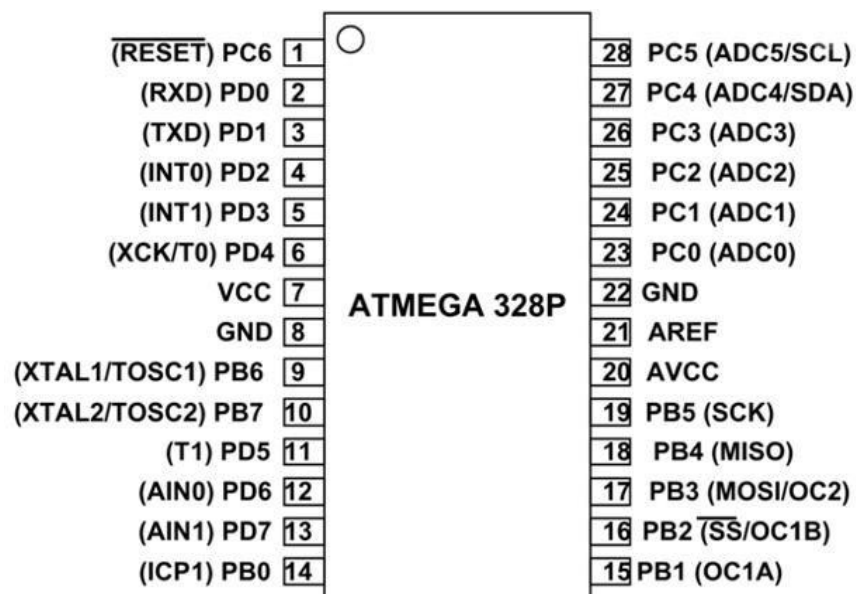 (RESET) PC6 1
(RXD) PD0 2
(TXD) PD1 3
(INT0) PD2 4
(INT1) PD3 5
(XCK/T0) PD4 6
VCC 7
GND 8
(XTAL1/TOSC1) PB6 9
(XTAL2/TOSC2) PB7 10
(T1) PD5 11
(AIN0) PD6 12
(AIN1) PD7 13
(ICP1) PB0 14
ATMEGA 328P
28 PC5 (ADC5/SCL)
27 PC4 (ADC4/SDA)
26 PC3 (ADC3)
25 PC2 (ADC2)
24 PC1 (ADC1)
23 PC0 (ADC0)
22 GND
21 AREF
20 AVCC
19 PB5 (SCK)
18 PB4 (MISO)
17 PB3 (MOSI/OC2)
16 PB2 (SS/OC1B)
15 PB1 (OC1A)